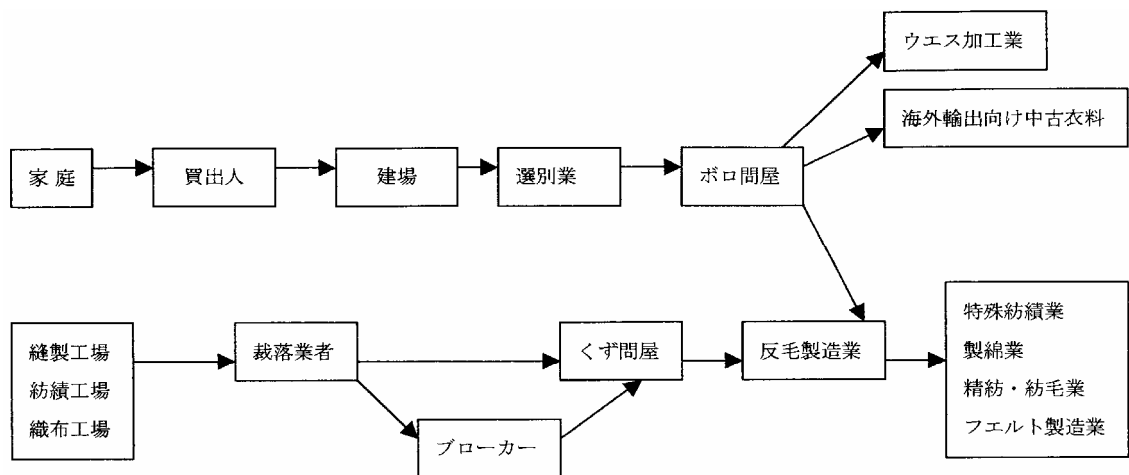 ウエス加工業
海外輸出向け中古衣料
家 庭
買出人
建場
選別業
ボロ問屋
縫製工場
紡績工場
織布工場
裁落業者
ブローカー
くず問屋
反毛製造業
特殊紡績業
製綿業
精紡・紡毛業
フエルト製造業